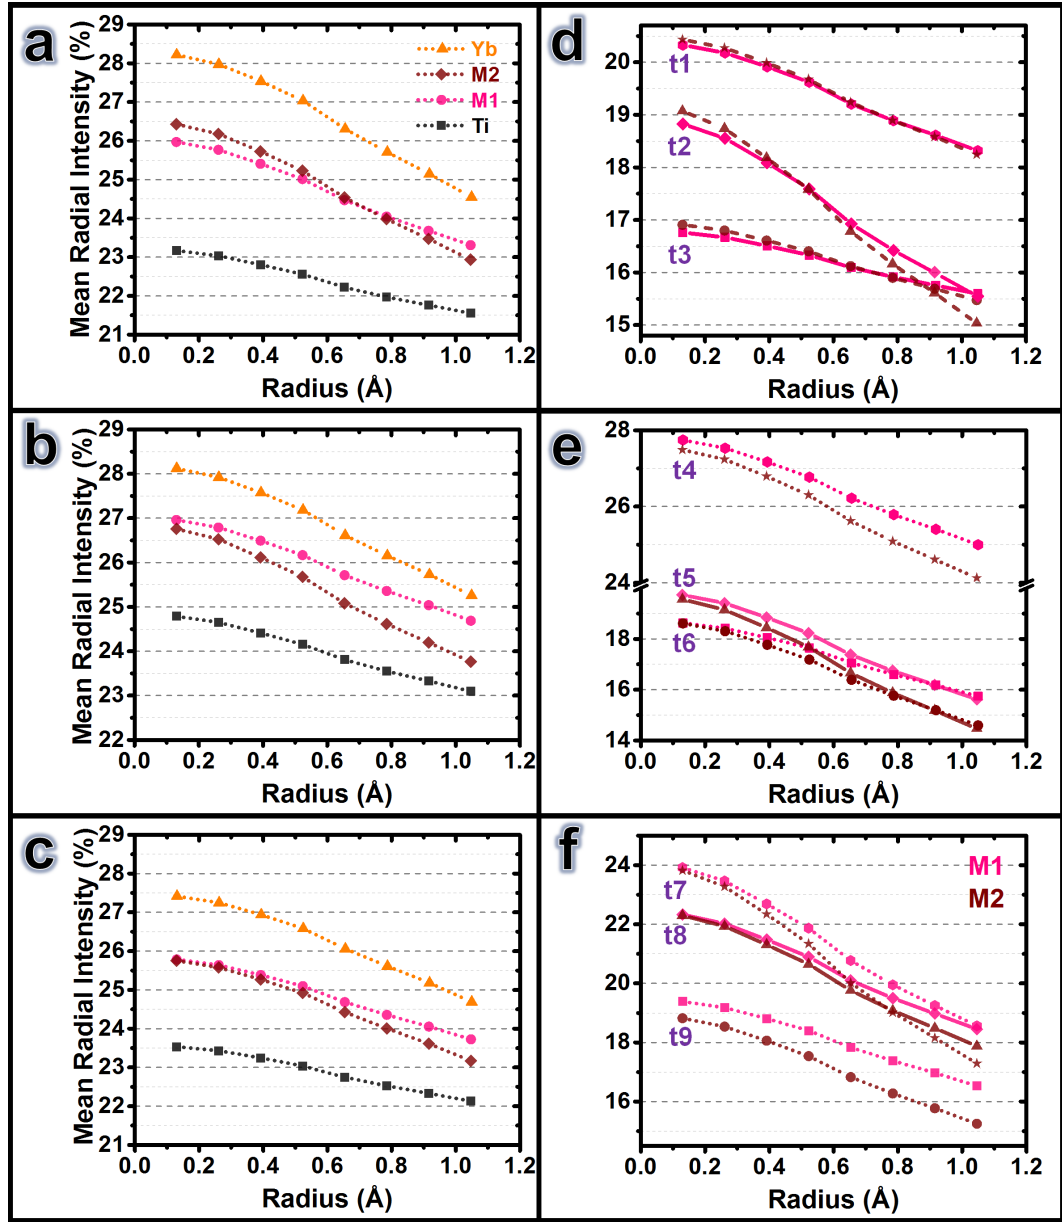 a
Mean Radial Intensity (%)
29
28
27
26
25
24
23
22
21
Yb
M2
M1
Ti
0.0 0.2 0.4 0.6 0.8 1.0 1.2
Radius (Å)
d
20
19
18
17
16
15
t1
t2
t3
0.0 0.2 0.4 0.6 0.8 1.0 1.2
Radius (Å)
b
Mean Radial Intensity (%)
29
28
27
26
25
24
23
22
0.0 0.2 0.4 0.6 0.8 1.0 1.2
Radius (Å)
e
28
26
24
18
16
14
t4
t5
t6
0.0 0.2 0.4 0.6 0.8 1.0 1.2
Radius (Å)
c
Mean Radial Intensity (%)
29
28
27
26
25
24
23
22
21
0.0 0.2 0.4 0.6 0.8 1.0 1.2
Radius (Å)
f
24
22
20
18
16
M1
M2
t7
t8
t9
0.0 0.2 0.4 0.6 0.8 1.0 1.2
Radius (Å)